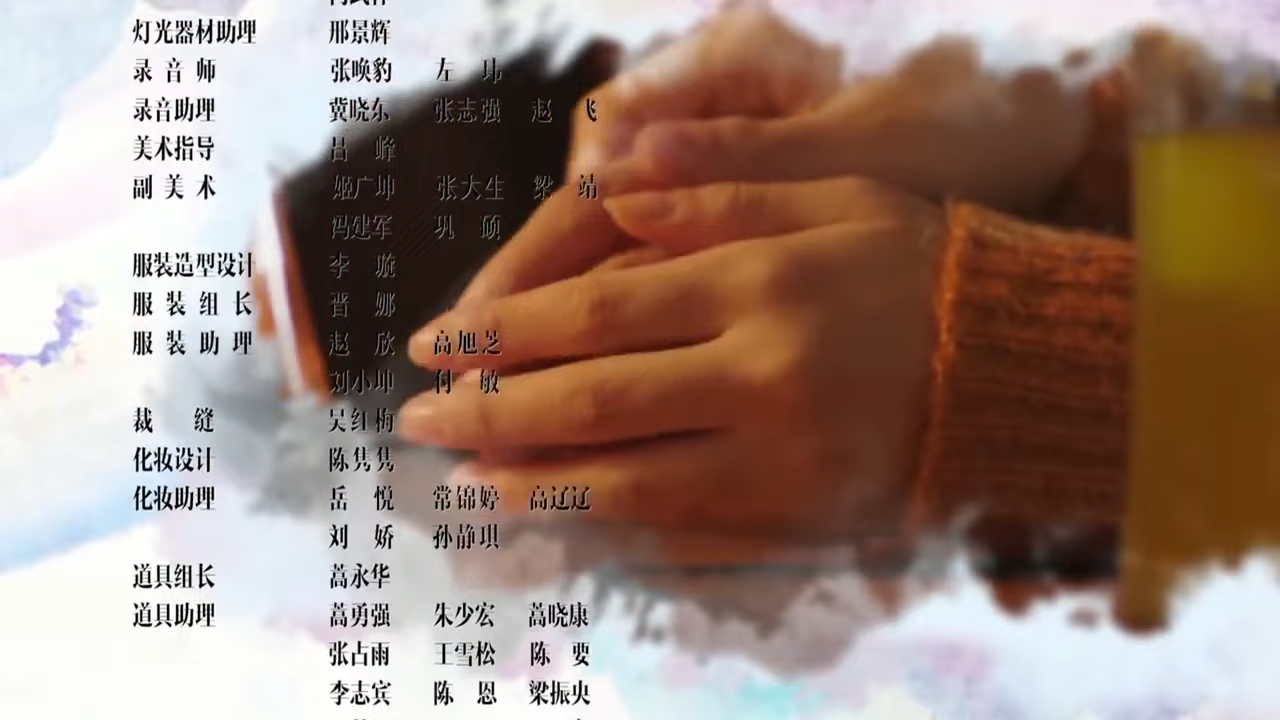 灯光器材助理 邢景辉
录音师 张唤豹 左玮
录音助理 冀晓东 张志强 赵飞
美术指导 吕峰
副美术 姬广坤 张大生 梁靖
冯建军 巩硕
服装造型设计 李璇
服装组长 晋娜
服装助理 赵欣 高旭芝
刘小坤 付敏
裁缝 吴红梅
化妆设计 陈隽隽
化妆助理 岳悦 常锦婷 高辽辽
刘娇 孙静琪
道具组长 蒿永华
道具助理 蒿勇强 朱少宏 蒿晓康
张占雨 王雪松 陈要
李志宾 陈恩 梁振央